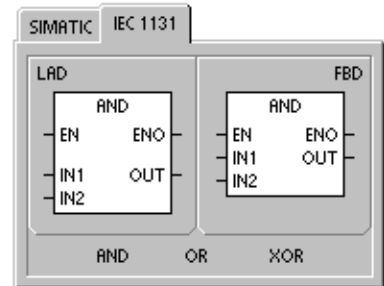 SIMATIC IEC 1131
LAD FBD
AND AND
EN ENO EN ENO
IN1 OUT IN1 OUT
IN2 IN2
AND OR XOR